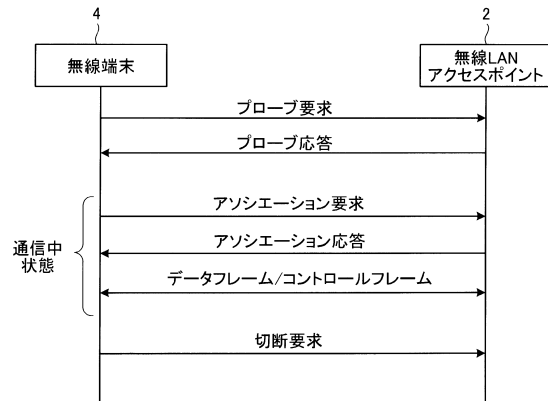 4
2
無線端末
無線LAN
アクセスポイント
プローブ要求
プローブ応答
アソシエーション要求
通信中
状態
アソシエーション応答
データフレーム/コントロールフレーム
切断要求